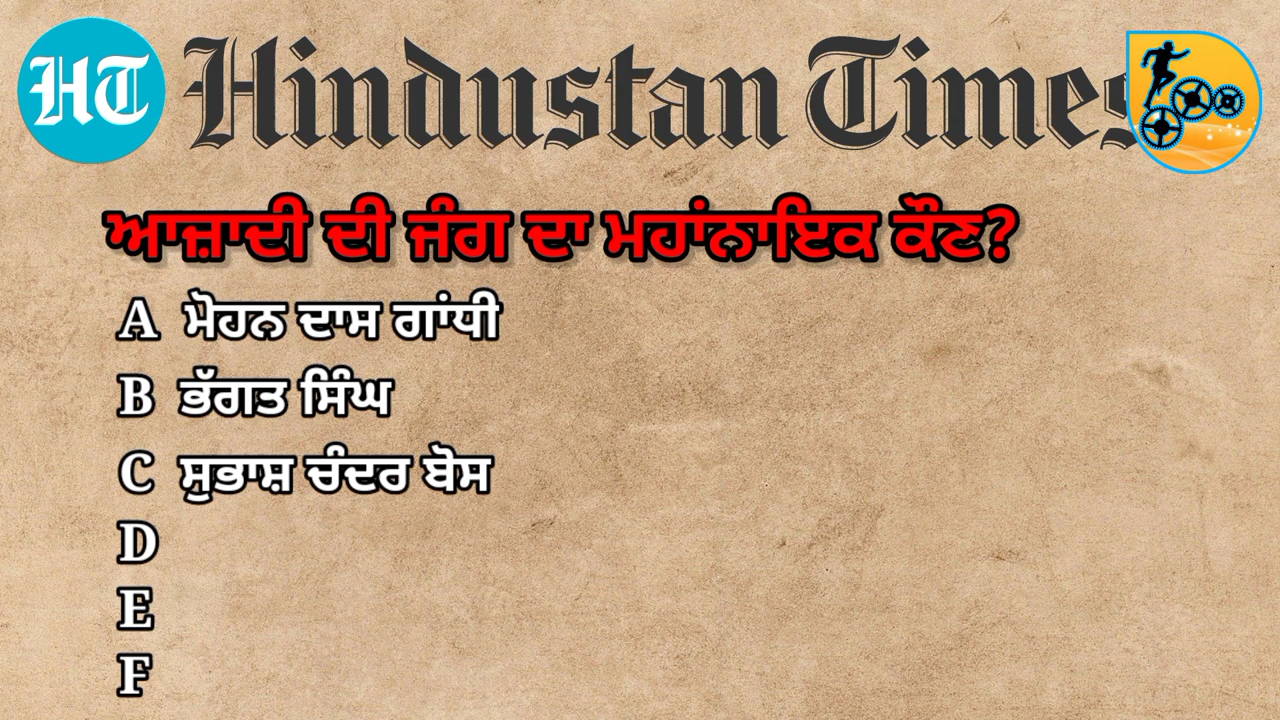 HT Hindustan Times
ਆਜ਼ਾਦੀ ਦੀ ਜੰਗ ਦਾ ਮਹਾਂਨਾਇਕ ਕੌਣ?
A ਮੋਹਨ ਦਾਸ ਗਾਂਧੀ
B ਭੱਗਤ ਸਿੰਘ
C ਸੁਭਾਸ਼ ਚੰਦਰ ਬੋਸ
D
E
F